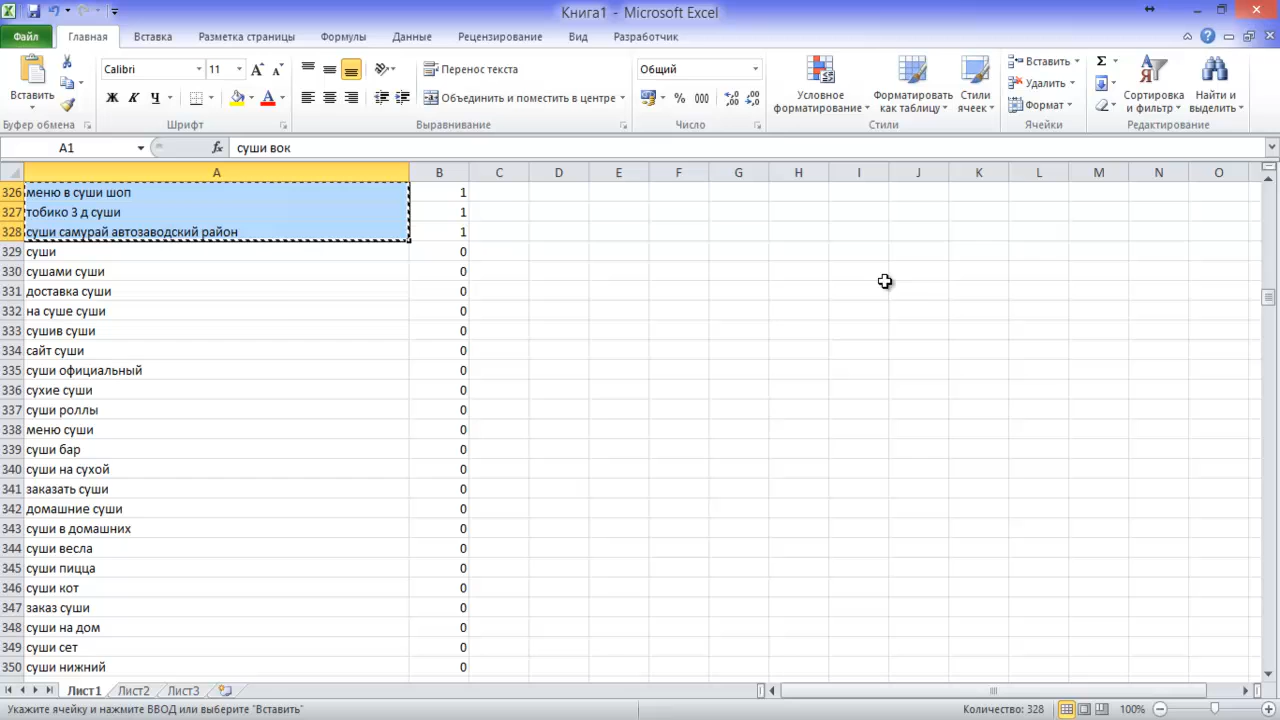 Книга1 - Microsoft Excel
Файл Главная Вставка Разметка страницы Формулы Данные Рецензирование Вид Разработчик
Вставить
Буфер обмена
Calibri 11
Ж К Ч
Шрифт
Перенос текста
Объединить и поместить в центре
Выравнивание
Общий
% 000
Число
Условное форматирование
Форматировать как таблицу
Стили ячеек
Стили
Вставить
Удалить
Формат
Ячейки
Σ
Сортировка и фильтр
Найти и выделить
Редактирование
A1 fx суши вок
A B C D E F G H I J K L M N O
326 меню в суши шоп 1
327 тобико 3 д суши 1
328 суши самурай автозаводский район 1
329 суши 0
330 сушами суши 0
331 доставка суши 0
332 на суше суши 0
333 сушив суши 0
334 сайт суши 0
335 суши официальный 0
336 сухие суши 0
337 суши роллы 0
338 меню суши 0
339 суши бар 0
340 суши на сухой 0
341 заказать суши 0
342 домашние суши 0
343 суши в домашних 0
344 суши весла 0
345 суши пицца 0
346 суши кот 0
347 заказ суши 0
348 суши на дом 0
349 суши сет 0
350 суши нижний 0
Лист1 Лист2 Лист3
Укажите ячейку и нажмите ВВОД или выберите "Вставить" Количество: 328 100%